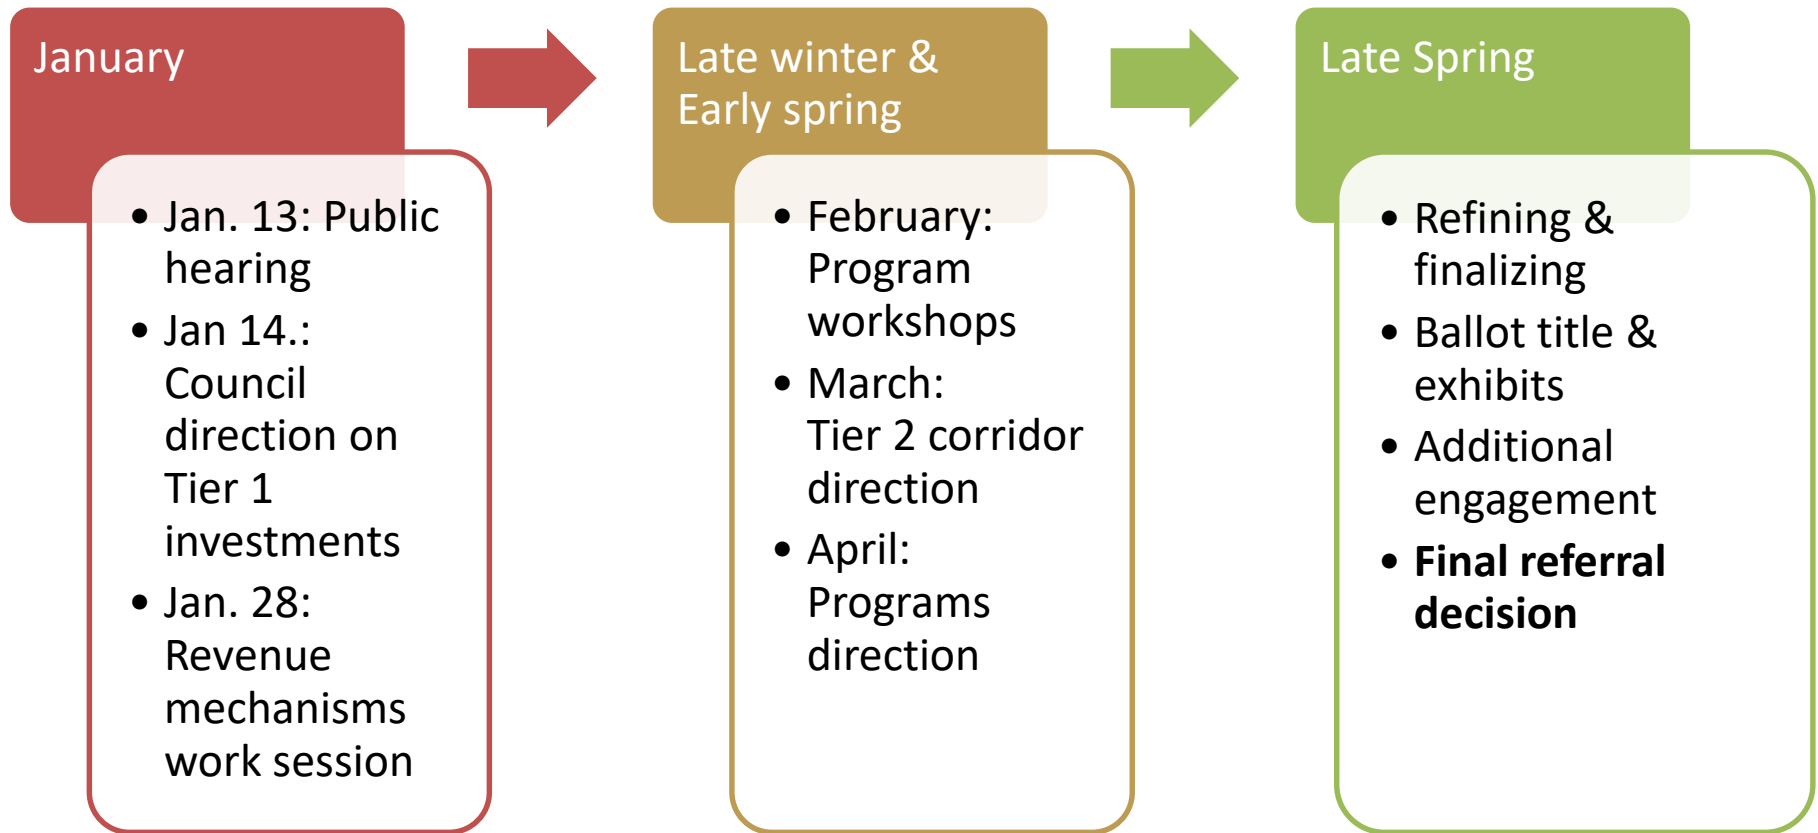 January
• Jan. 13: Public
hearing
• Jan 14.:
Council
direction on
Tier 1
investments
• Jan. 28:
Revenue
mechanisms
work session
Late winter &
Early spring
• February:
Program
workshops
• March:
Tier 2 corridor
direction
• April:
Programs
direction
Late Spring
• Refining &
finalizing
• Ballot title &
exhibits
• Additional
engagement
• Final referral
decision